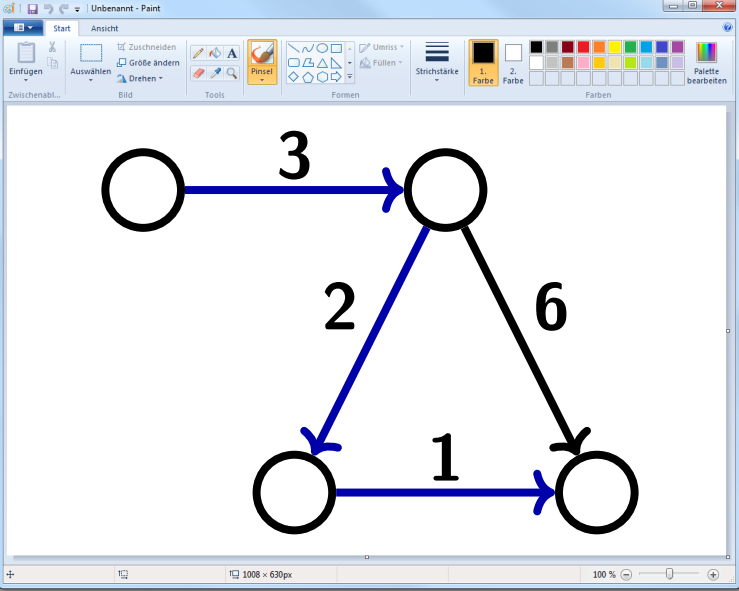 Unbenannt - Paint
Start Ansicht
Einfügen
Auswählen
Zuschneiden
Größe ändern
Drehen
A
Pinsel
Umriss
Füllen
Strichstärke
1.
Farbe
2.
Farbe
Palette
bearbeiten
Zwischenabl... Bild Tools Formen Farben
3
2
6
1
1008 × 630px
100 %